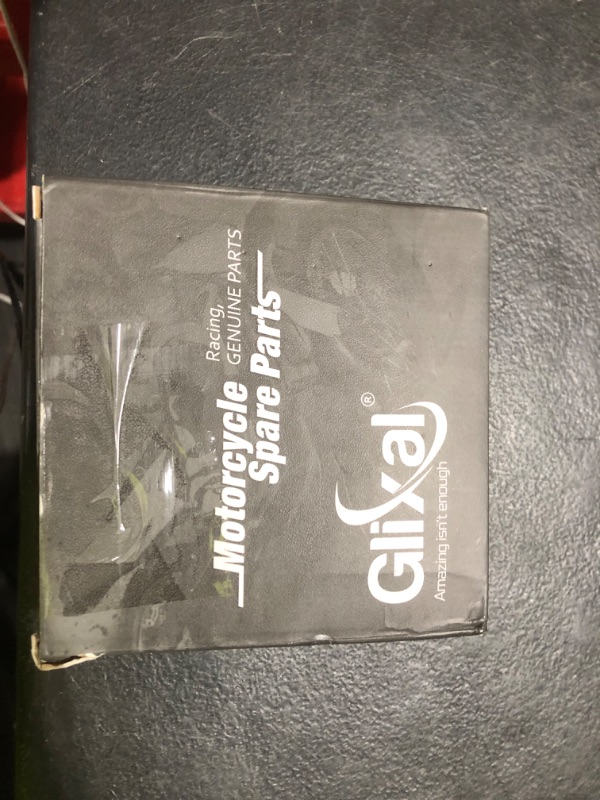 Racing,
Motorcycle GENUINE PARTS
Spare Parts
Glixal®
Amazing isn't enough